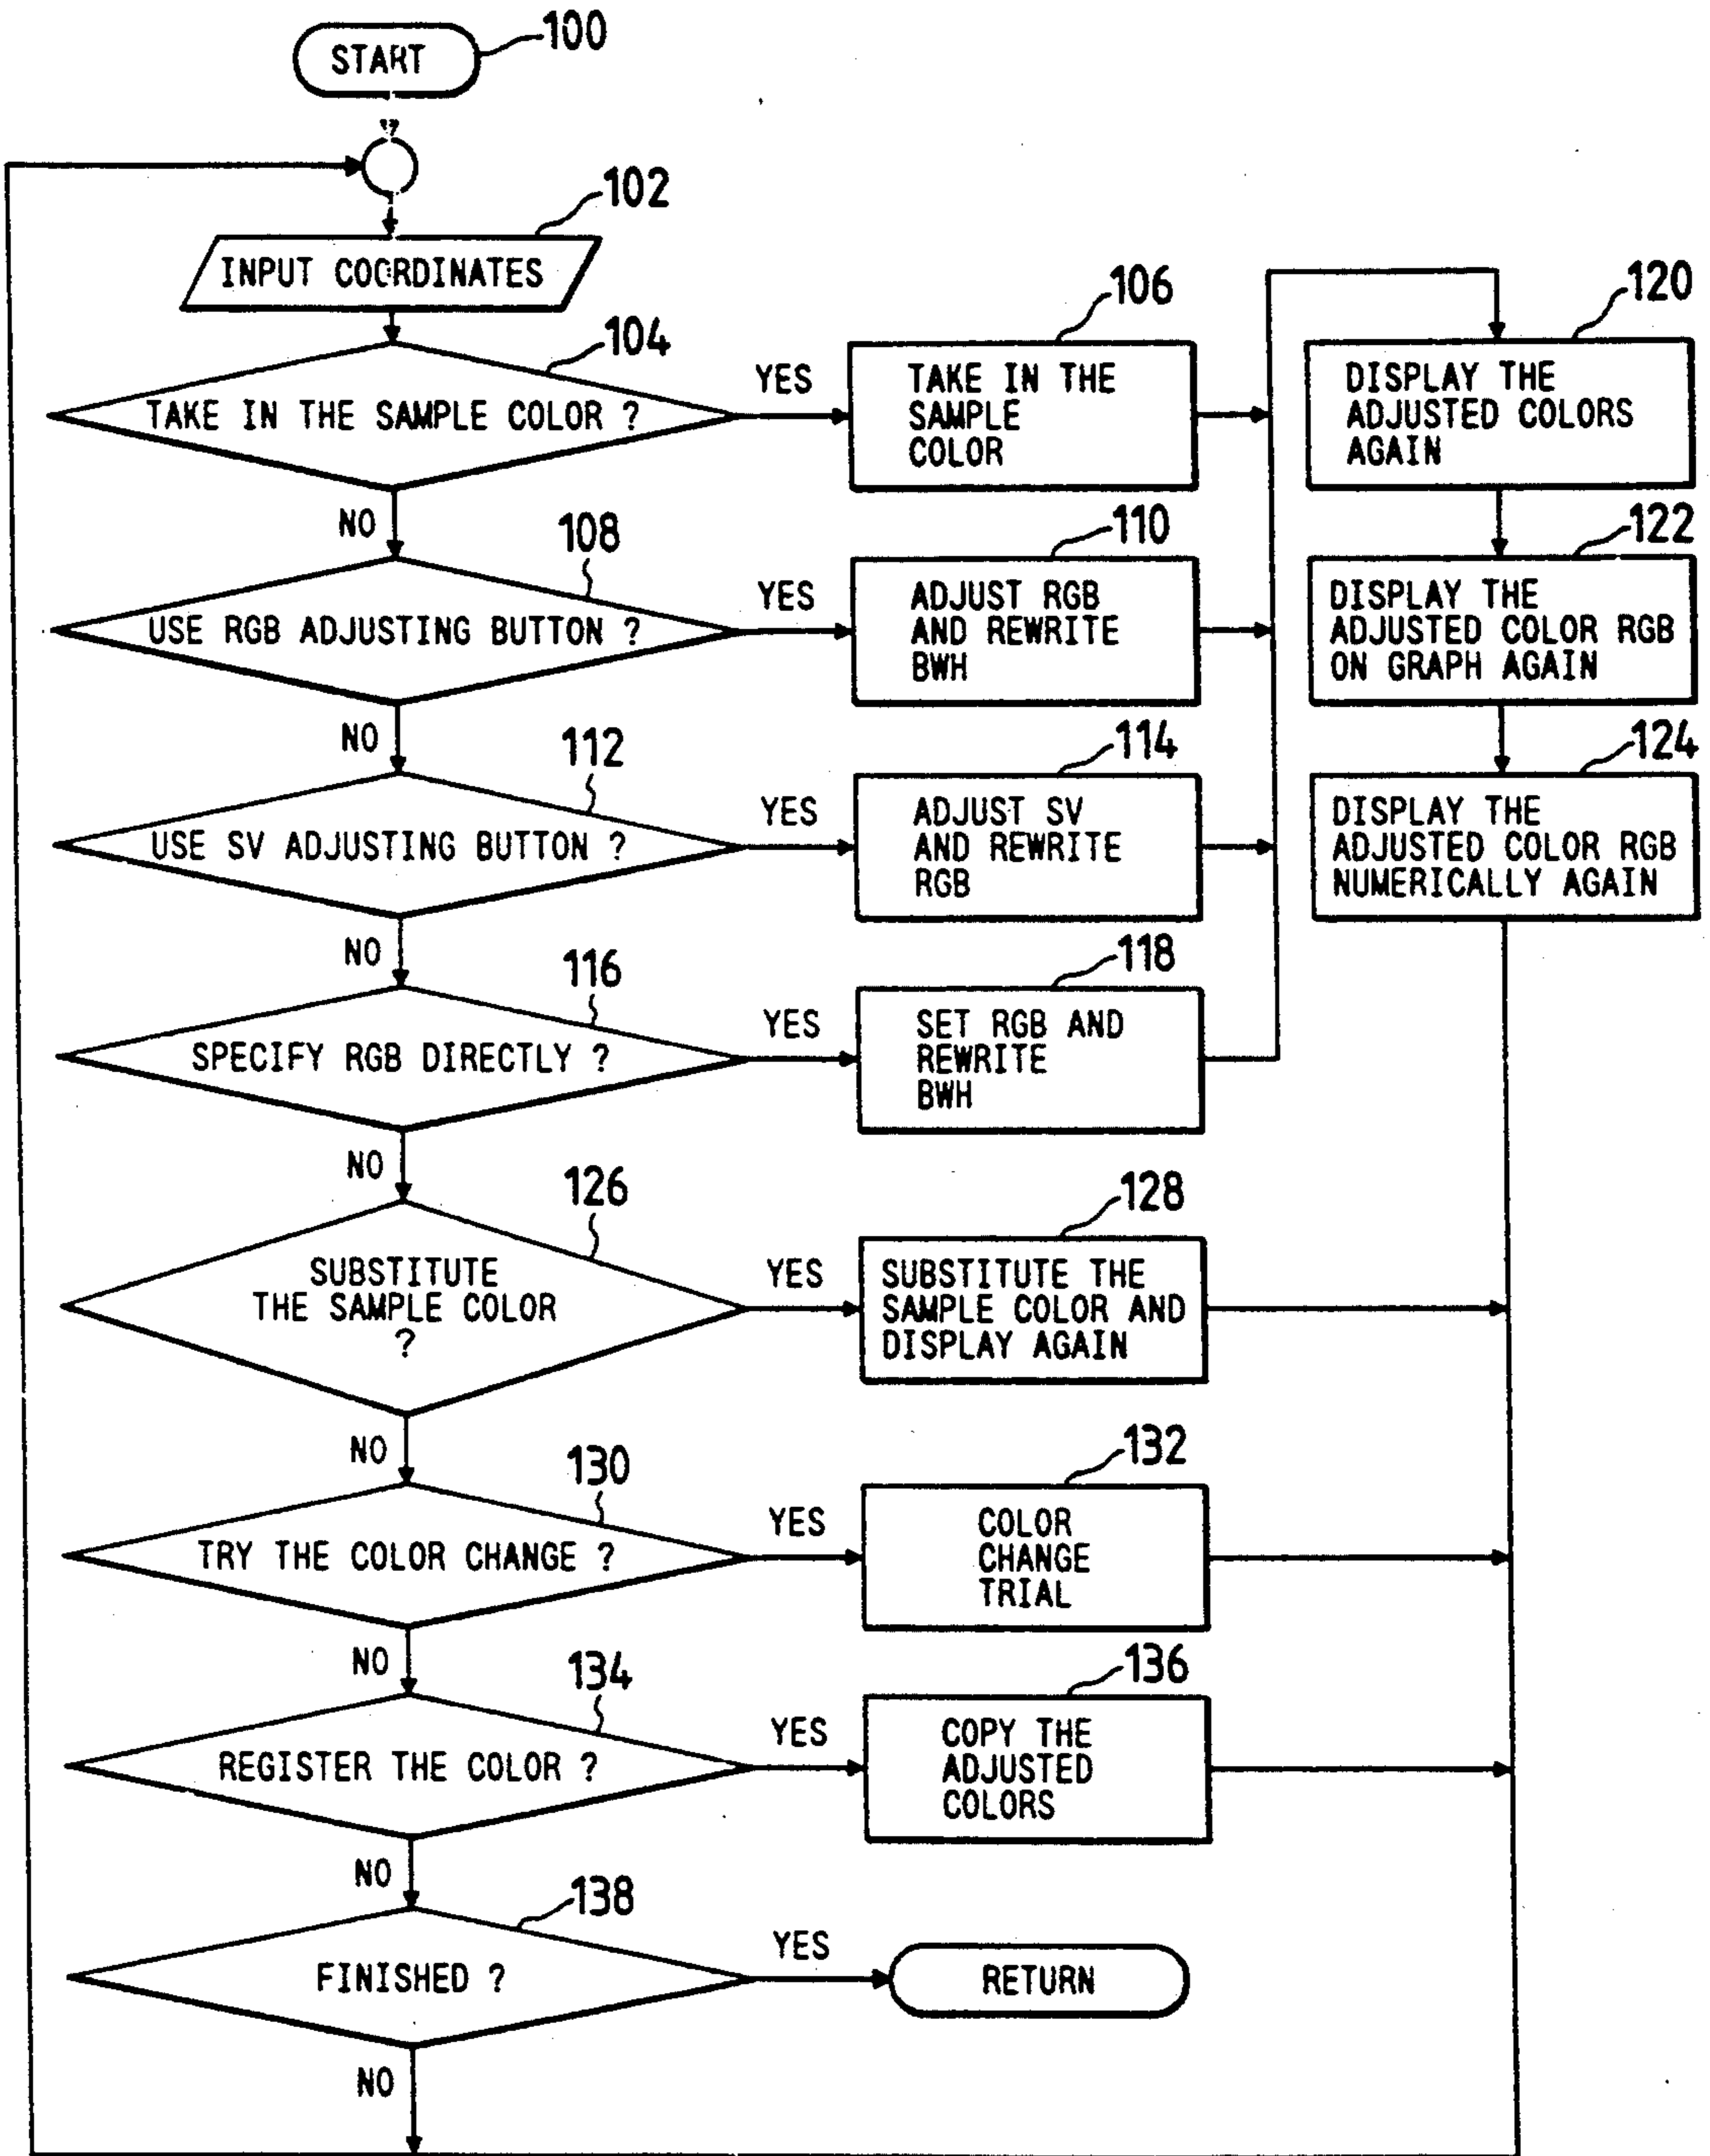 START
100
102
INPUT COORDINATES
104
TAKE IN THE SAMPLE COLOR ?
YES
NO
106
TAKE IN THE
SAMPLE
COLOR
108
USE RGB ADJUSTING BUTTON ?
YES
NO
110
ADJUST RGB
AND REWRITE
BWH
112
USE SV ADJUSTING BUTTON ?
YES
NO
114
ADJUST SV
AND REWRITE
RGB
116
SPECIFY RGB DIRECTLY ?
YES
NO
118
SET RGB AND
REWRITE
BWH
120
DISPLAY THE
ADJUSTED COLORS
AGAIN
122
DISPLAY THE
ADJUSTED COLOR RGB
ON GRAPH AGAIN
124
DISPLAY THE
ADJUSTED COLOR RGB
NUMERICALLY AGAIN
126
SUBSTITUTE
THE SAMPLE COLOR
?
YES
NO
128
SUBSTITUTE THE
SAMPLE COLOR AND
DISPLAY AGAIN
130
TRY THE COLOR CHANGE ?
YES
NO
132
COLOR
CHANGE
TRIAL
134
REGISTER THE COLOR ?
YES
NO
136
COPY THE
ADJUSTED
COLORS
138
FINISHED ?
YES
NO
RETURN